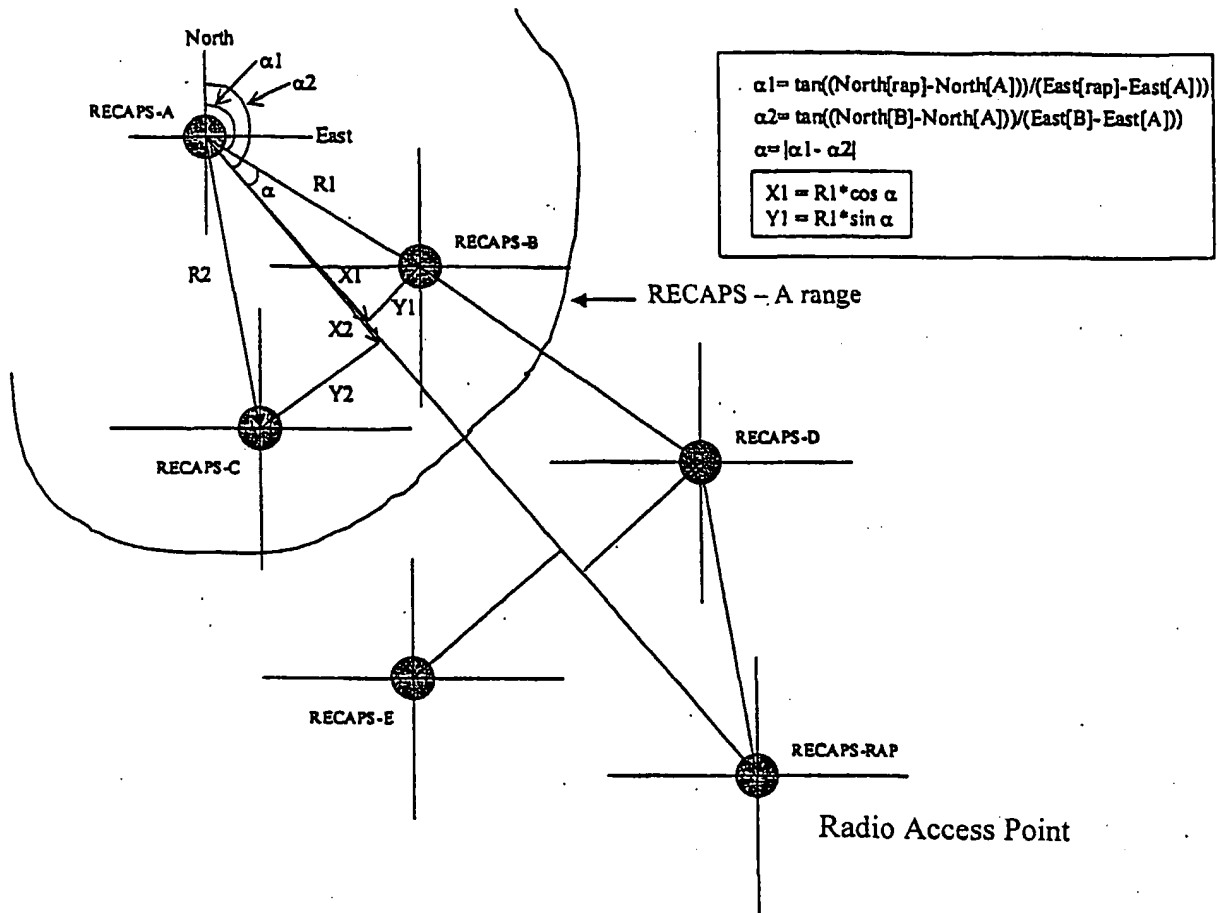 North
α1
α2
RECAPS-A
East
α
R1
RECAPS-B
R2
X1
Y1
X2
Y2
RECAPS – A range
RECAPS-C
RECAPS-D
RECAPS-E
RECAPS-RAP
Radio Access Point
α1= tan((North[rap]-North[A]))/(East[rap]-East[A]))
α2= tan((North[B]-North[A]))/(East[B]-East[A]))
α= |α1- α2|
X1 = R1*cos α
Y1 = R1*sin α